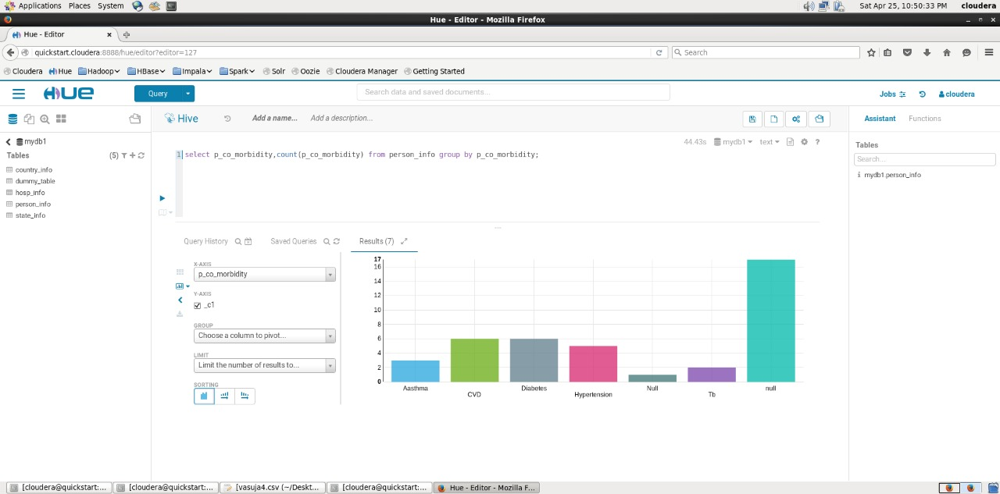 Applications Places System
Sat Apr 25, 10:50:33 PM cloudera
Hue - Editor - Mozilla Firefox
Hue - Editor
quickstart.cloudera:8888/hue/editor?editor=127
Search
Cloudera Hue Hadoop HBase Impala Spark Solr Oozie Cloudera Manager Getting Started
HUE
Query
Search data and saved documents...
Jobs
cloudera
Hive
Add a name...
Add a description...
Assistant
Functions
mydb1
Tables
(5)
country_info
dummy_table
hosp_info
person_info
state_info
44.43s
mydb1
text
?
1 select p_co_morbidity,count(p_co_morbidity) from person_info group by p_co_morbidity;
Tables
Search...
mydb1.person_info
Query History
Saved Queries
Results (7)
X-AXIS
p_co_morbidity
Y-AXIS
_c1
GROUP
Choose a column to pivot...
LIMIT
Limit the number of results to...
SORTING
17
16
14
12
10
8
6
4
2
0
Aasthma
CVD
Diabetes
Hypertension
Null
Tb
null
[cloudera@quickstart:...
[cloudera@quickstart:...
[vasuja4.csv (~/Deskt...
[cloudera@quickstart:...
Hue - Editor - Mozilla F...